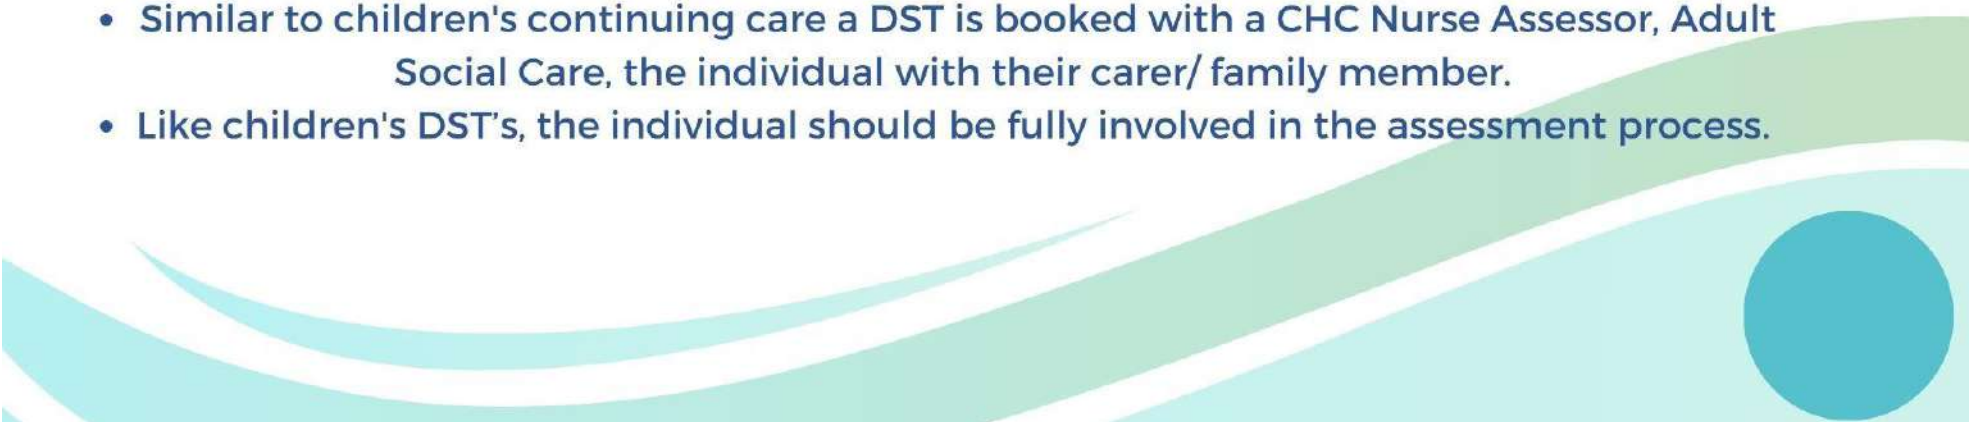 • Similar to children's continuing care a DST is booked with a CHC Nurse Assessor, Adult
Social Care, the individual with their carer/ family member.
• Like children's DST’s, the individual should be fully involved in the assessment process.